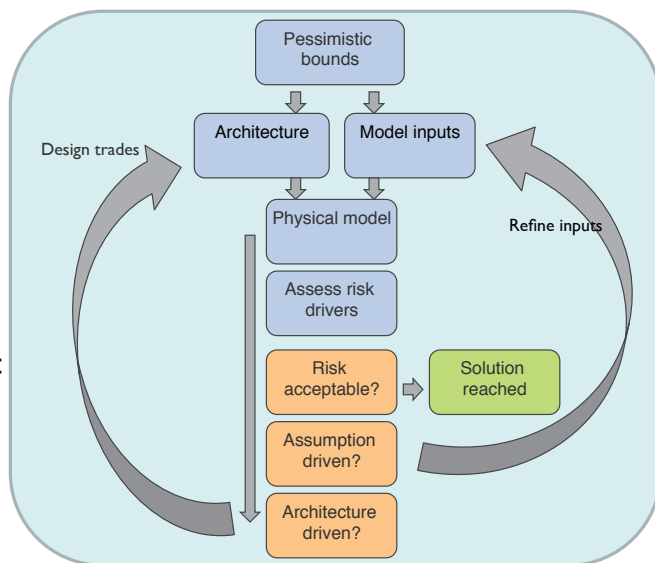 Pessimistic
bounds
Design trades
Architecture
Model inputs
Physical model
Refine inputs
Assess risk
drivers
Risk
acceptable?
Solution
reached
:
Assumption
driven?
Architecture
driven?